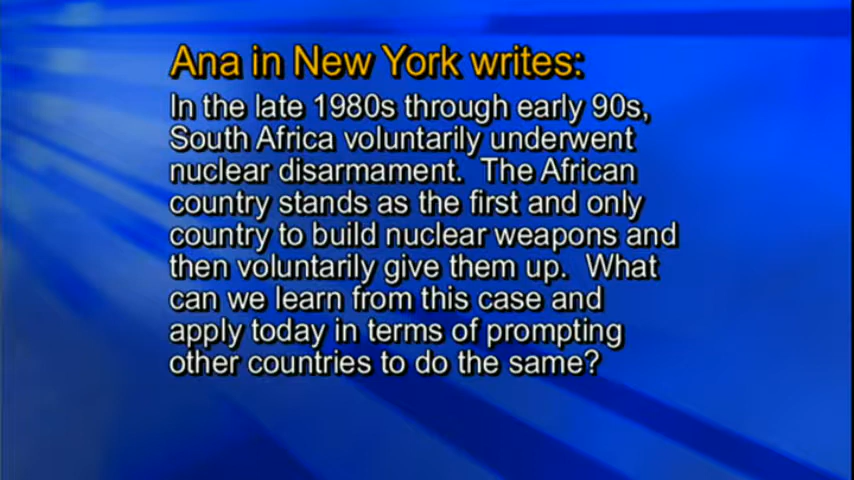 Ana in New York writes:
In the late 1980s through early 90s,
South Africa voluntarily underwent
nuclear disarmament.  The African
country stands as the first and only
country to build nuclear weapons and
then voluntarily give them up.  What
can we learn from this case and
apply today in terms of prompting
other countries to do the same?